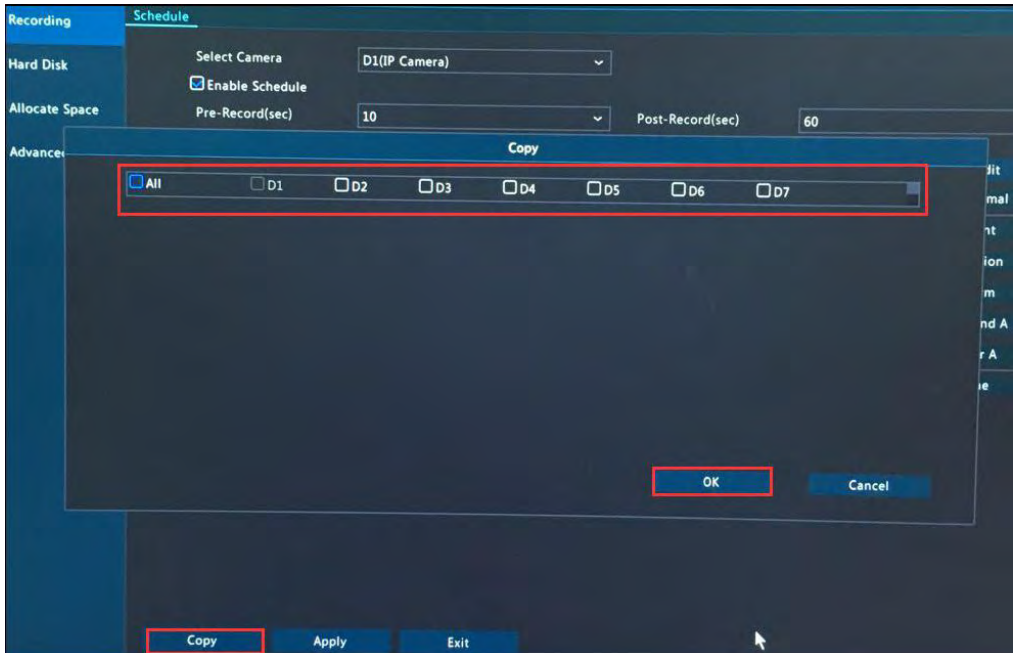 Recording
Schedule
Hard Disk
Allocate Space
Select Camera D1(IP Camera)
Enable Schedule
Pre-Record(sec) 10 Post-Record(sec) 60
Copy
All D1 D2 D3 D4 D5 D6 D7
OK Cancel
Copy Apply Exit